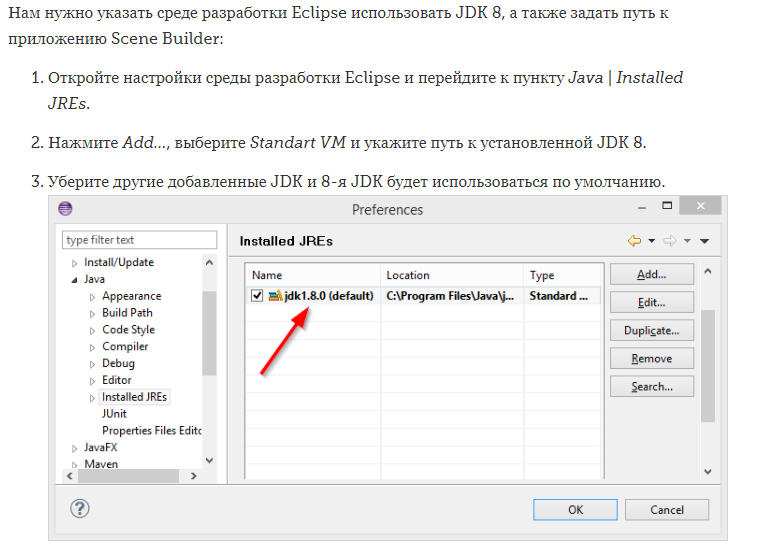 Нам нужно указать среде разработки Eclipse использовать JDK 8, а также задать путь к
приложению Scene Builder:
1. Откройте настройки среды разработки Eclipse и перейдите к пункту Java | Installed
JREs.
2. Нажмите Add..., выберите Standart VM и укажите путь к установленной JDK 8.
3. Уберите другие добавленные JDK и 8-я JDK будет использоваться по умолчанию.
Preferences
type filter text
Install/Update
Java
Appearance
Build Path
Code Style
Compiler
Debug
Editor
Installed JREs
JUnit
Properties Files Editc
JavaFX
Maven
Installed JREs
Name Location Type
jdk1.8.0 (default) C:\Program Files\Java\j... Standard ...
Add...
Edit...
Duplicate...
Remove
Search...
OK Cancel